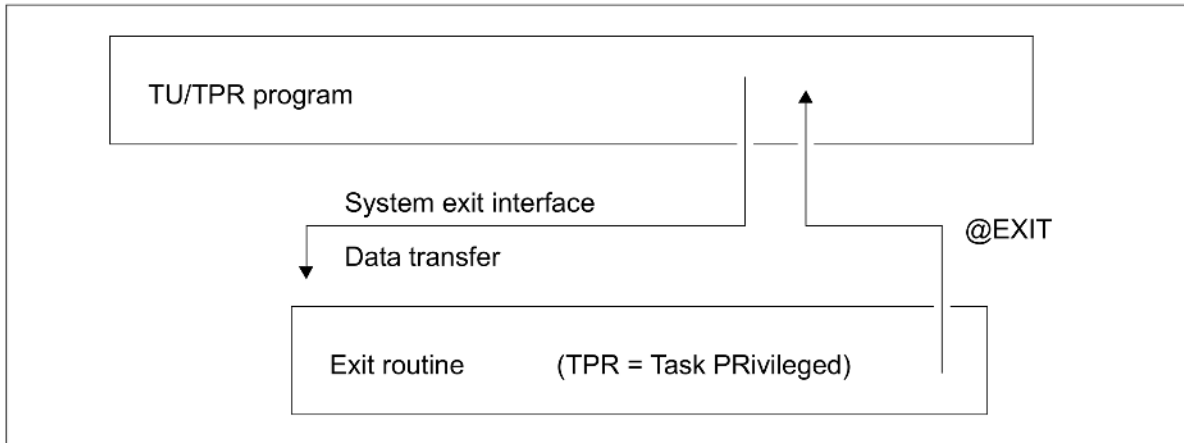 TU/TPR program
System exit interface
@EXIT
Data transfer
Exit routine (TPR = Task PRivileged)